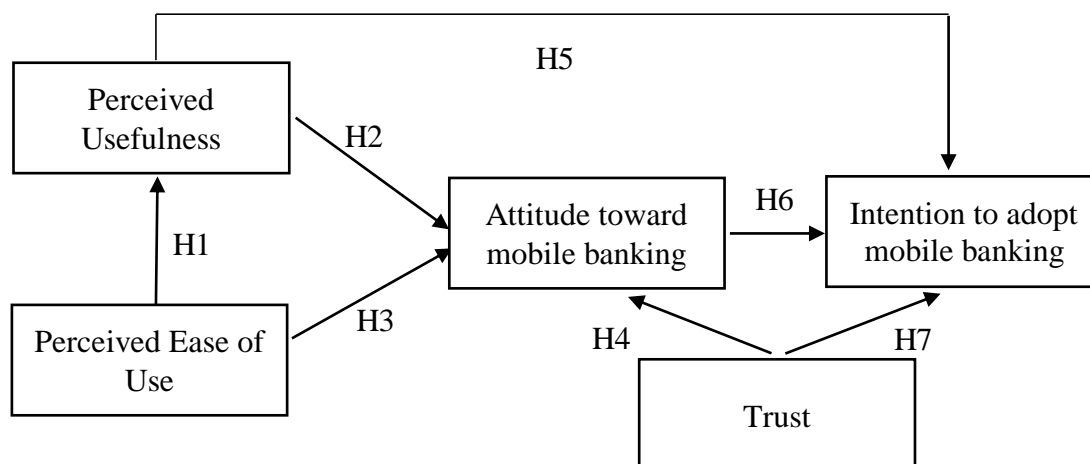 H5
Perceived
Usefulness
H2
Attitude toward
mobile banking
H6
Intention to adopt
mobile banking
H1
Perceived Ease of
Use
H3
H4
H7
Trust